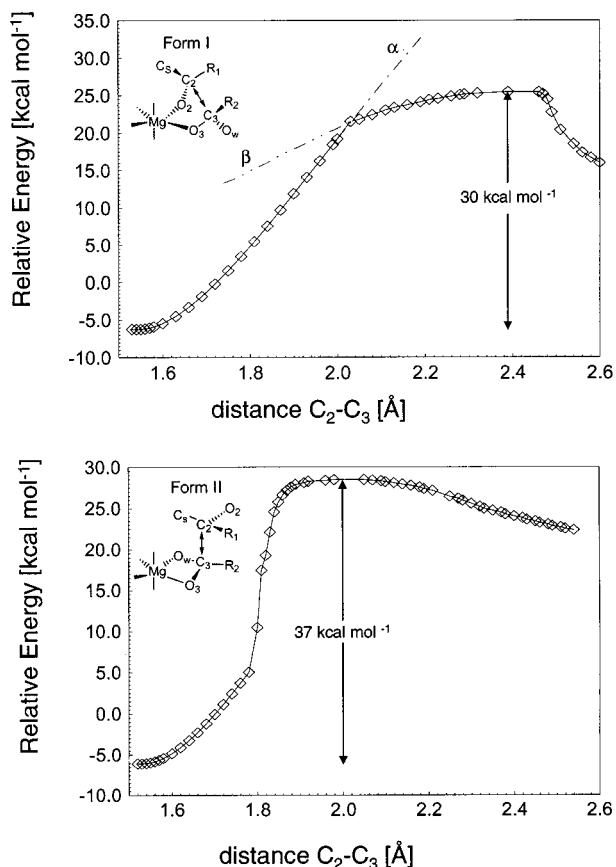 Relative Energy [kcal mol⁻¹]
35.0
30.0
25.0
20.0
15.0
10.0
5.0
0.0
-5.0
-10.0
Form I
C_S
C₂
R₁
O₂
R₂
Mg
C₃
O₃
O_w
α
β
30 kcal mol ⁻¹
1.6 1.8 2.0 2.2 2.4 2.6
distance C₂-C₃ [Å]
Relative Energy [kcal mol⁻¹]
30.0
25.0
20.0
15.0
10.0
5.0
0.0
-5.0
-10.0
Form II
O₂
C_s
C₂
R₁
O_w
Mg
C₃
R₂
O₃
37 kcal mol ⁻¹
1.6 1.8 2.0 2.2 2.4 2.6
distance C₂-C₃ [Å]